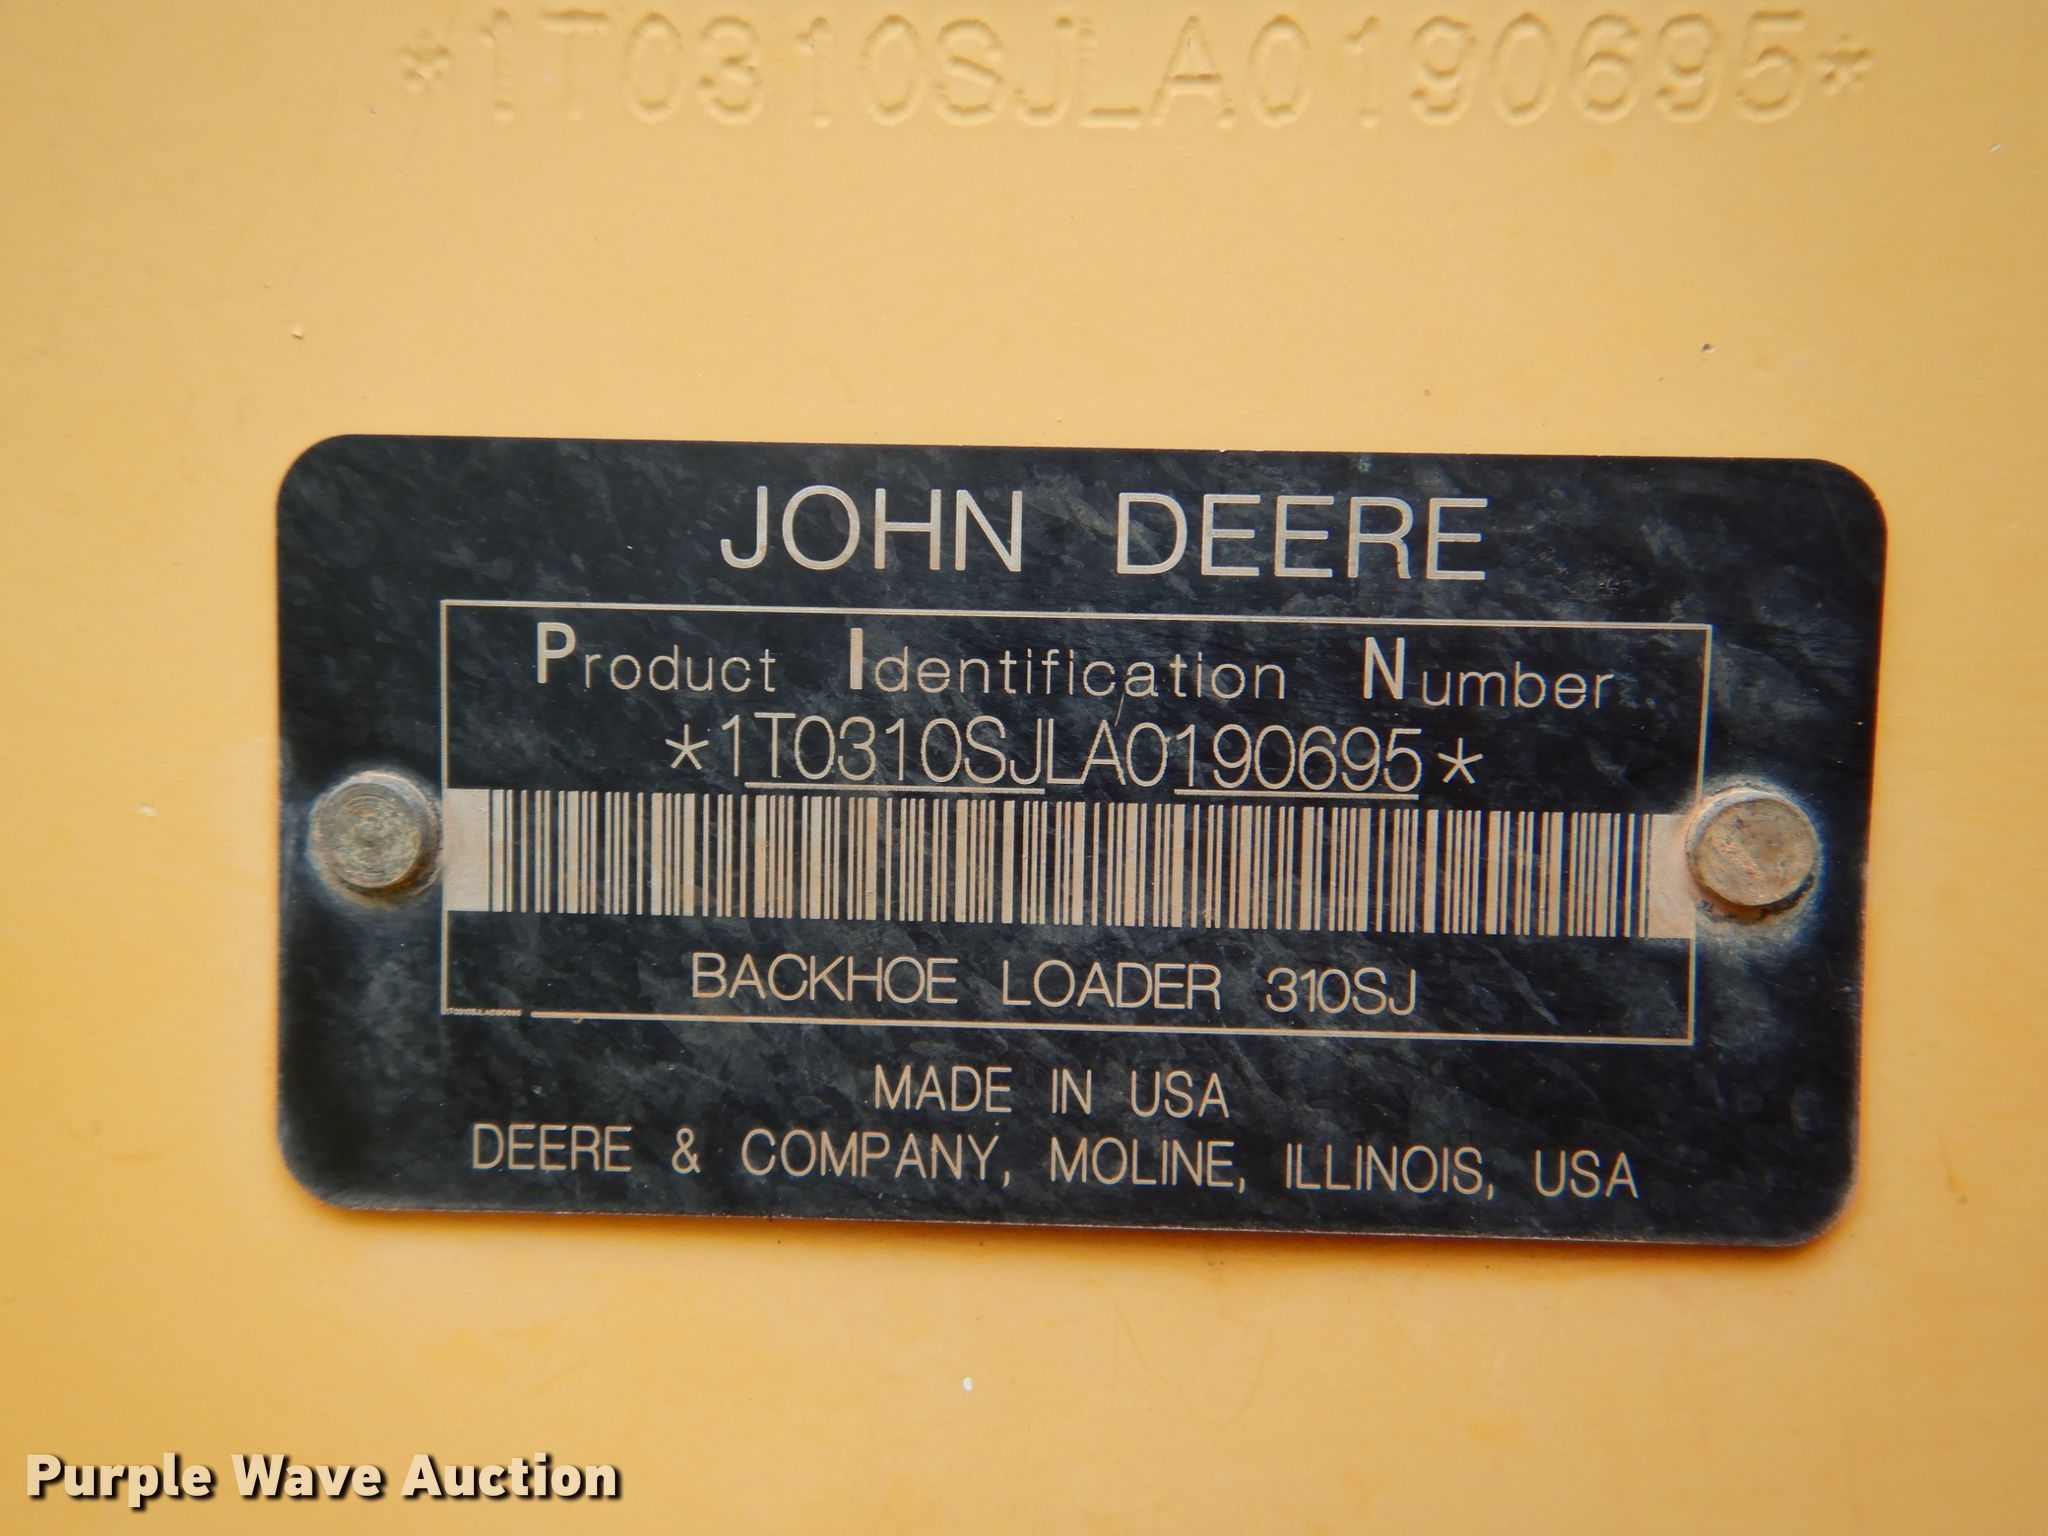 *1T0310SJLA0190695*
JOHN DEERE
Product Identification Number
*1T0310SJLA0190695*
BACKHOE LOADER 310SJ
1T0310SJLA0190695
MADE IN USA
DEERE & COMPANY, MOLINE, ILLINOIS, USA
Purple Wave Auction